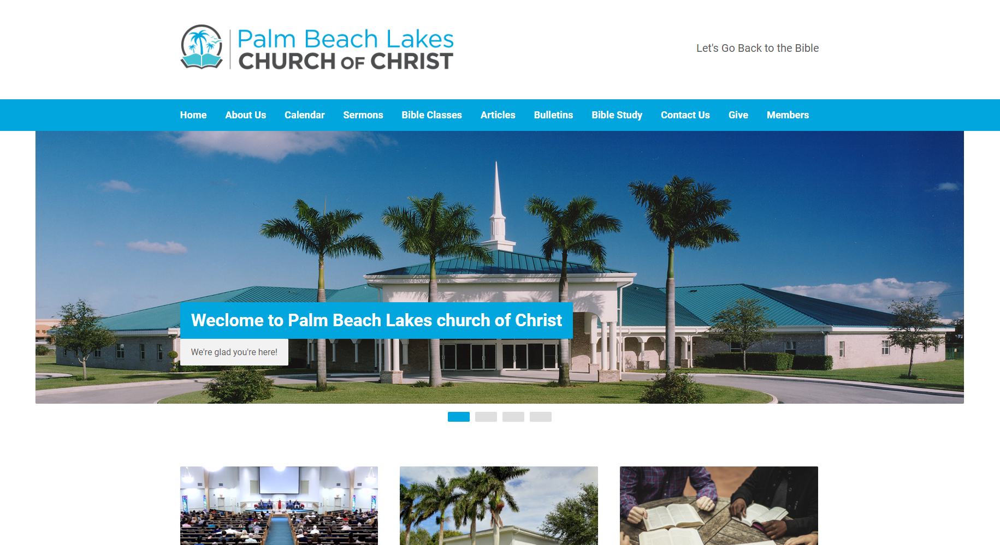 Palm Beach Lakes
CHURCH OF CHRIST
Let's Go Back to the Bible
Home About Us Calendar Sermons Bible Classes Articles Bulletins Bible Study Contact Us Give Members
Weclome to Palm Beach Lakes church of Christ
We're glad you're here!